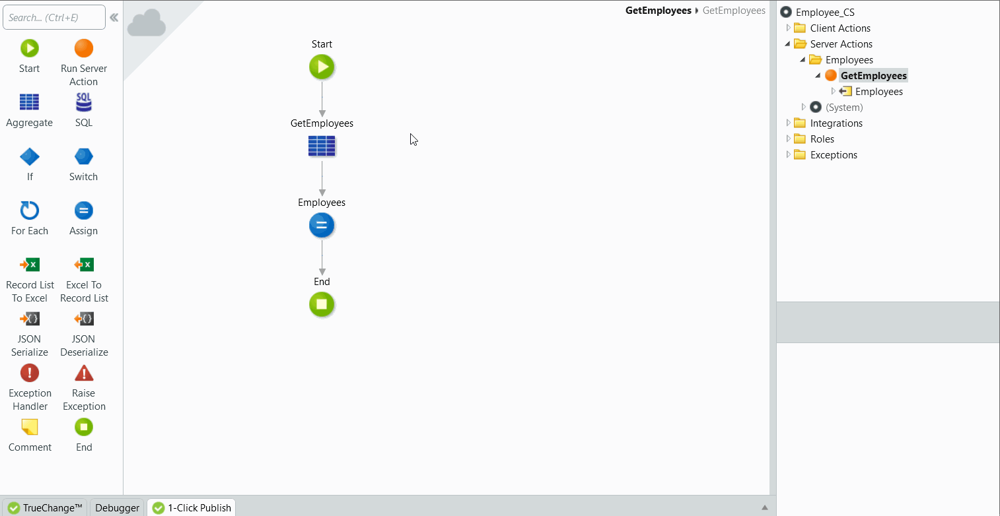 Search... (Ctrl+E)
Start
Run Server
Action
Aggregate
SQL
If
Switch
For Each
Assign
Record List
To Excel
Excel To
Record List
JSON
Serialize
JSON
Deserialize
Exception
Handler
Raise
Exception
Comment
End
GetEmployees
GetEmployees
Start
GetEmployees
Employees
End
Employee_CS
Client Actions
Server Actions
Employees
GetEmployees
Employees
(System)
Integrations
Roles
Exceptions
TrueChange™
Debugger
1-Click Publish